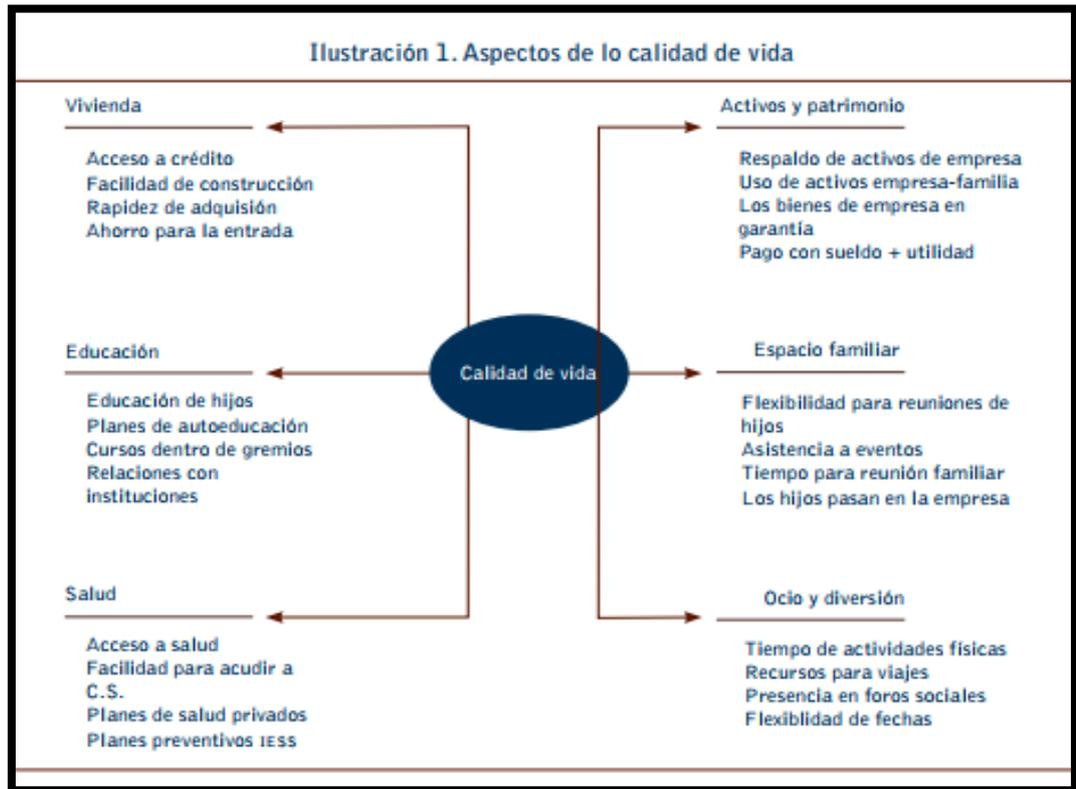 Ilustración 1. Aspectos de lo calidad de vida
Vivienda
Acceso a crédito
Facilidad de construcción
Rapidez de adquisión
Ahorro para la entrada
Educación
Educación de hijos
Planes de autoeducación
Cursos dentro de gremios
Relaciones con
instituciones
Salud
Acceso a salud
Facilidad para acudir a
C.S.
Planes de salud privados
Planes preventivos IESS
Calidad de vida
Activos y patrimonio
Respaldo de activos de empresa
Uso de activos empresa-familia
Los bienes de empresa en
garantía
Pago con sueldo + utilidad
Espacio familiar
Flexibilidad para reuniones de
hijos
Asistencia a eventos
Tiempo para reunión familiar
Los hijos pasan en la empresa
Ocio y diversión
Tiempo de actividades físicas
Recursos para viajes
Presencia en foros sociales
Flexiblidad de fechas